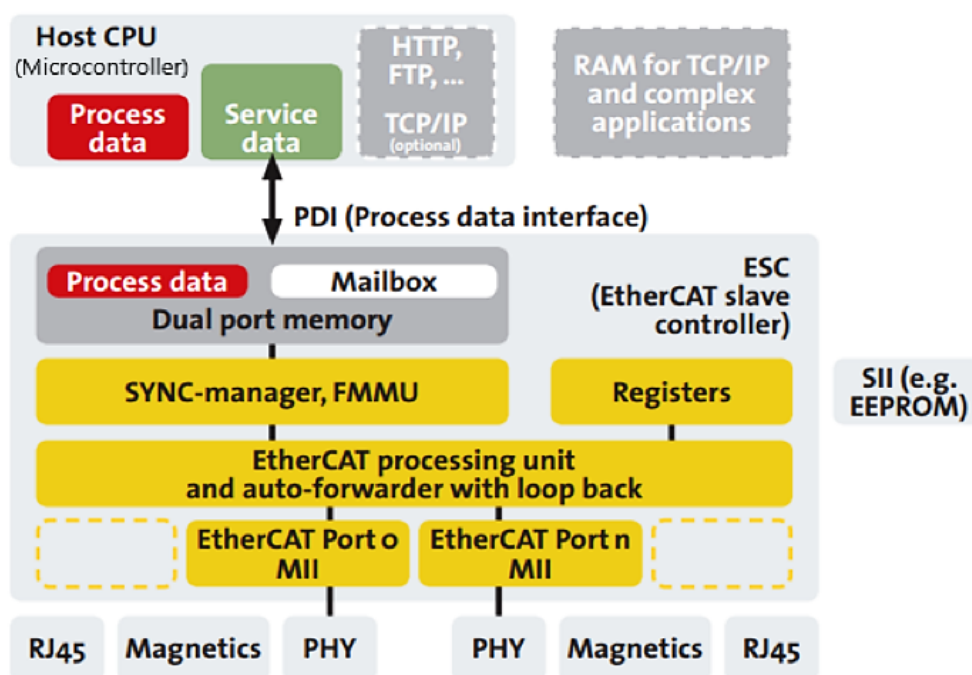 Host CPU
(Microcontroller)
Process
data
Service
data
HTTP,
FTP, ...
TCP/IP
(optional)
RAM for TCP/IP
and complex
applications
PDI (Process data interface)
Process data
Mailbox
Dual port memory
ESC
(EtherCAT slave
controller)
SYNC-manager, FMMU
Registers
SII (e.g.
EEPROM)
EtherCAT processing unit
and auto-forwarder with loop back
EtherCAT Port 0
MII
EtherCAT Port n
MII
RJ45
Magnetics
PHY
PHY
Magnetics
RJ45